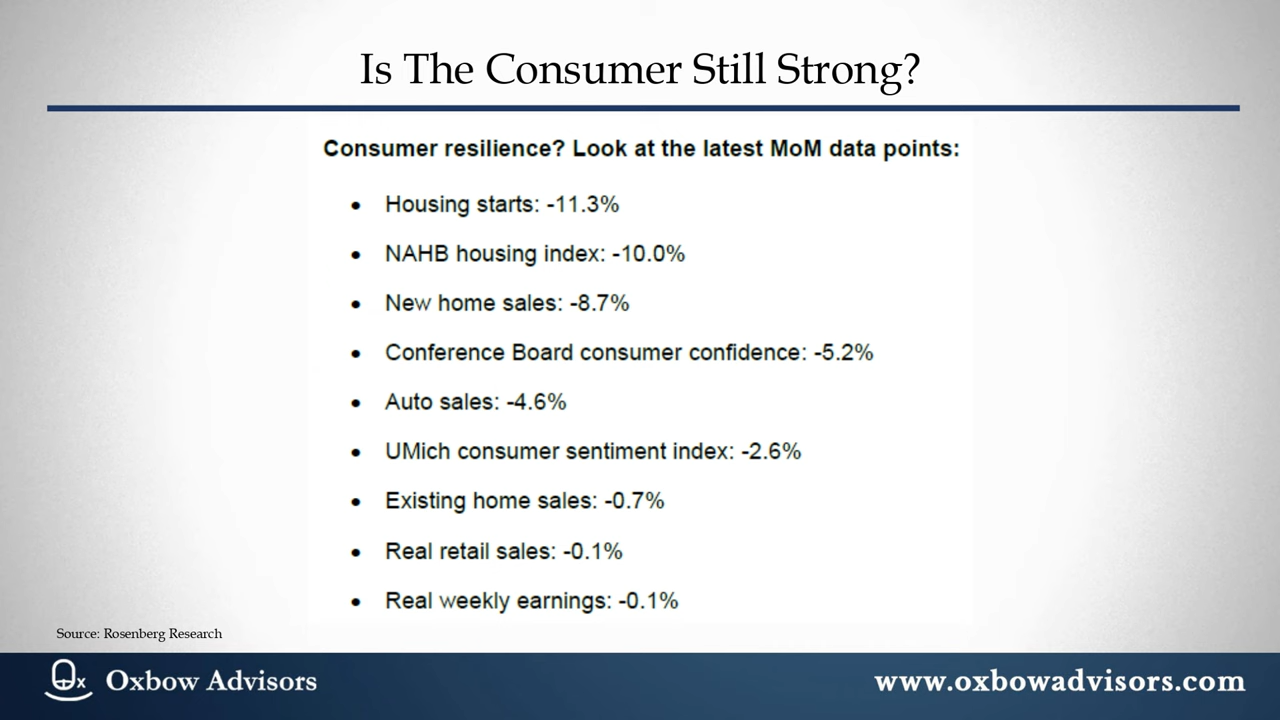 Is The Consumer Still Strong?
Consumer resilience? Look at the latest MoM data points:
• Housing starts: -11.3%
• NAHB housing index: -10.0%
• New home sales: -8.7%
• Conference Board consumer confidence: -5.2%
• Auto sales: -4.6%
• UMich consumer sentiment index: -2.6%
• Existing home sales: -0.7%
• Real retail sales: -0.1%
• Real weekly earnings: -0.1%
Source: Rosenberg Research
Ox Oxbow Advisors
www.oxbowadvisors.com